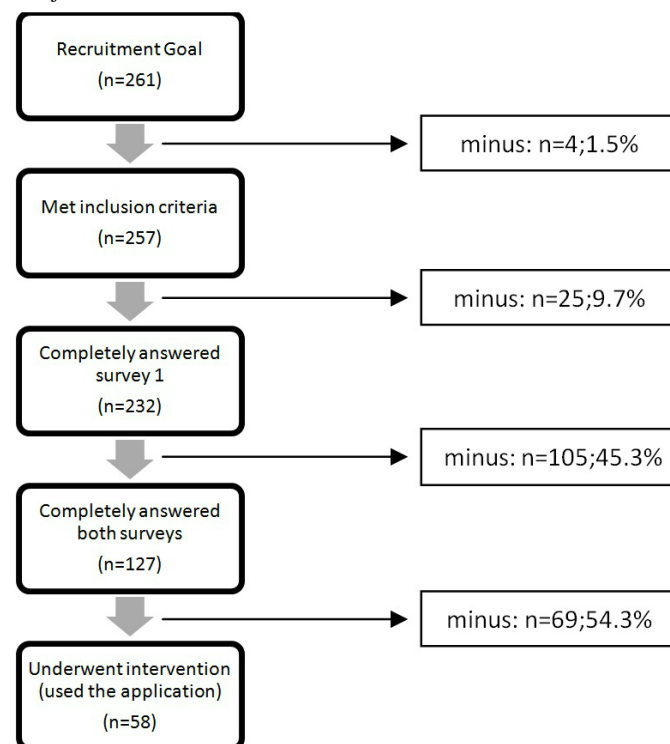 Recruitment Goal
(n=261)
minus: n=4;1.5%
Met inclusion criteria
(n=257)
minus: n=25;9.7%
Completely answered
survey 1
(n=232)
minus: n=105;45.3%
Completely answered
both surveys
(n=127)
minus: n=69;54.3%
Underwent intervention
(used the application)
(n=58)